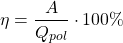 η = A / Q_pol · 100%